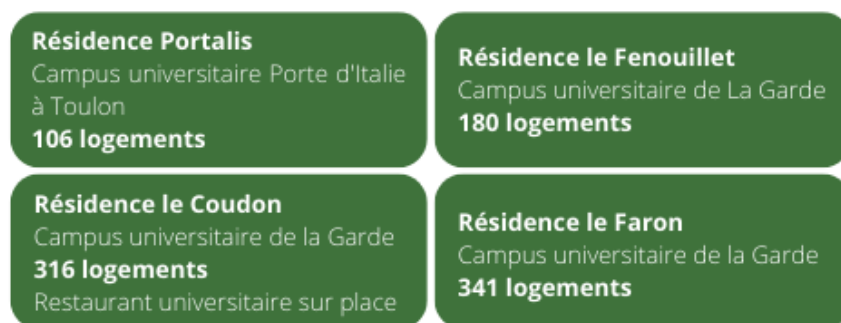 Résidence Portalis
Campus universitaire Porte d'Italie
à Toulon
106 logements
Résidence le Fenouillet
Campus universitaire de La Garde
180 logements
Résidence le Coudon
Campus universitaire de la Garde
316 logements
Restaurant universitaire sur place
Résidence le Faron
Campus universitaire de la Garde
341 logements